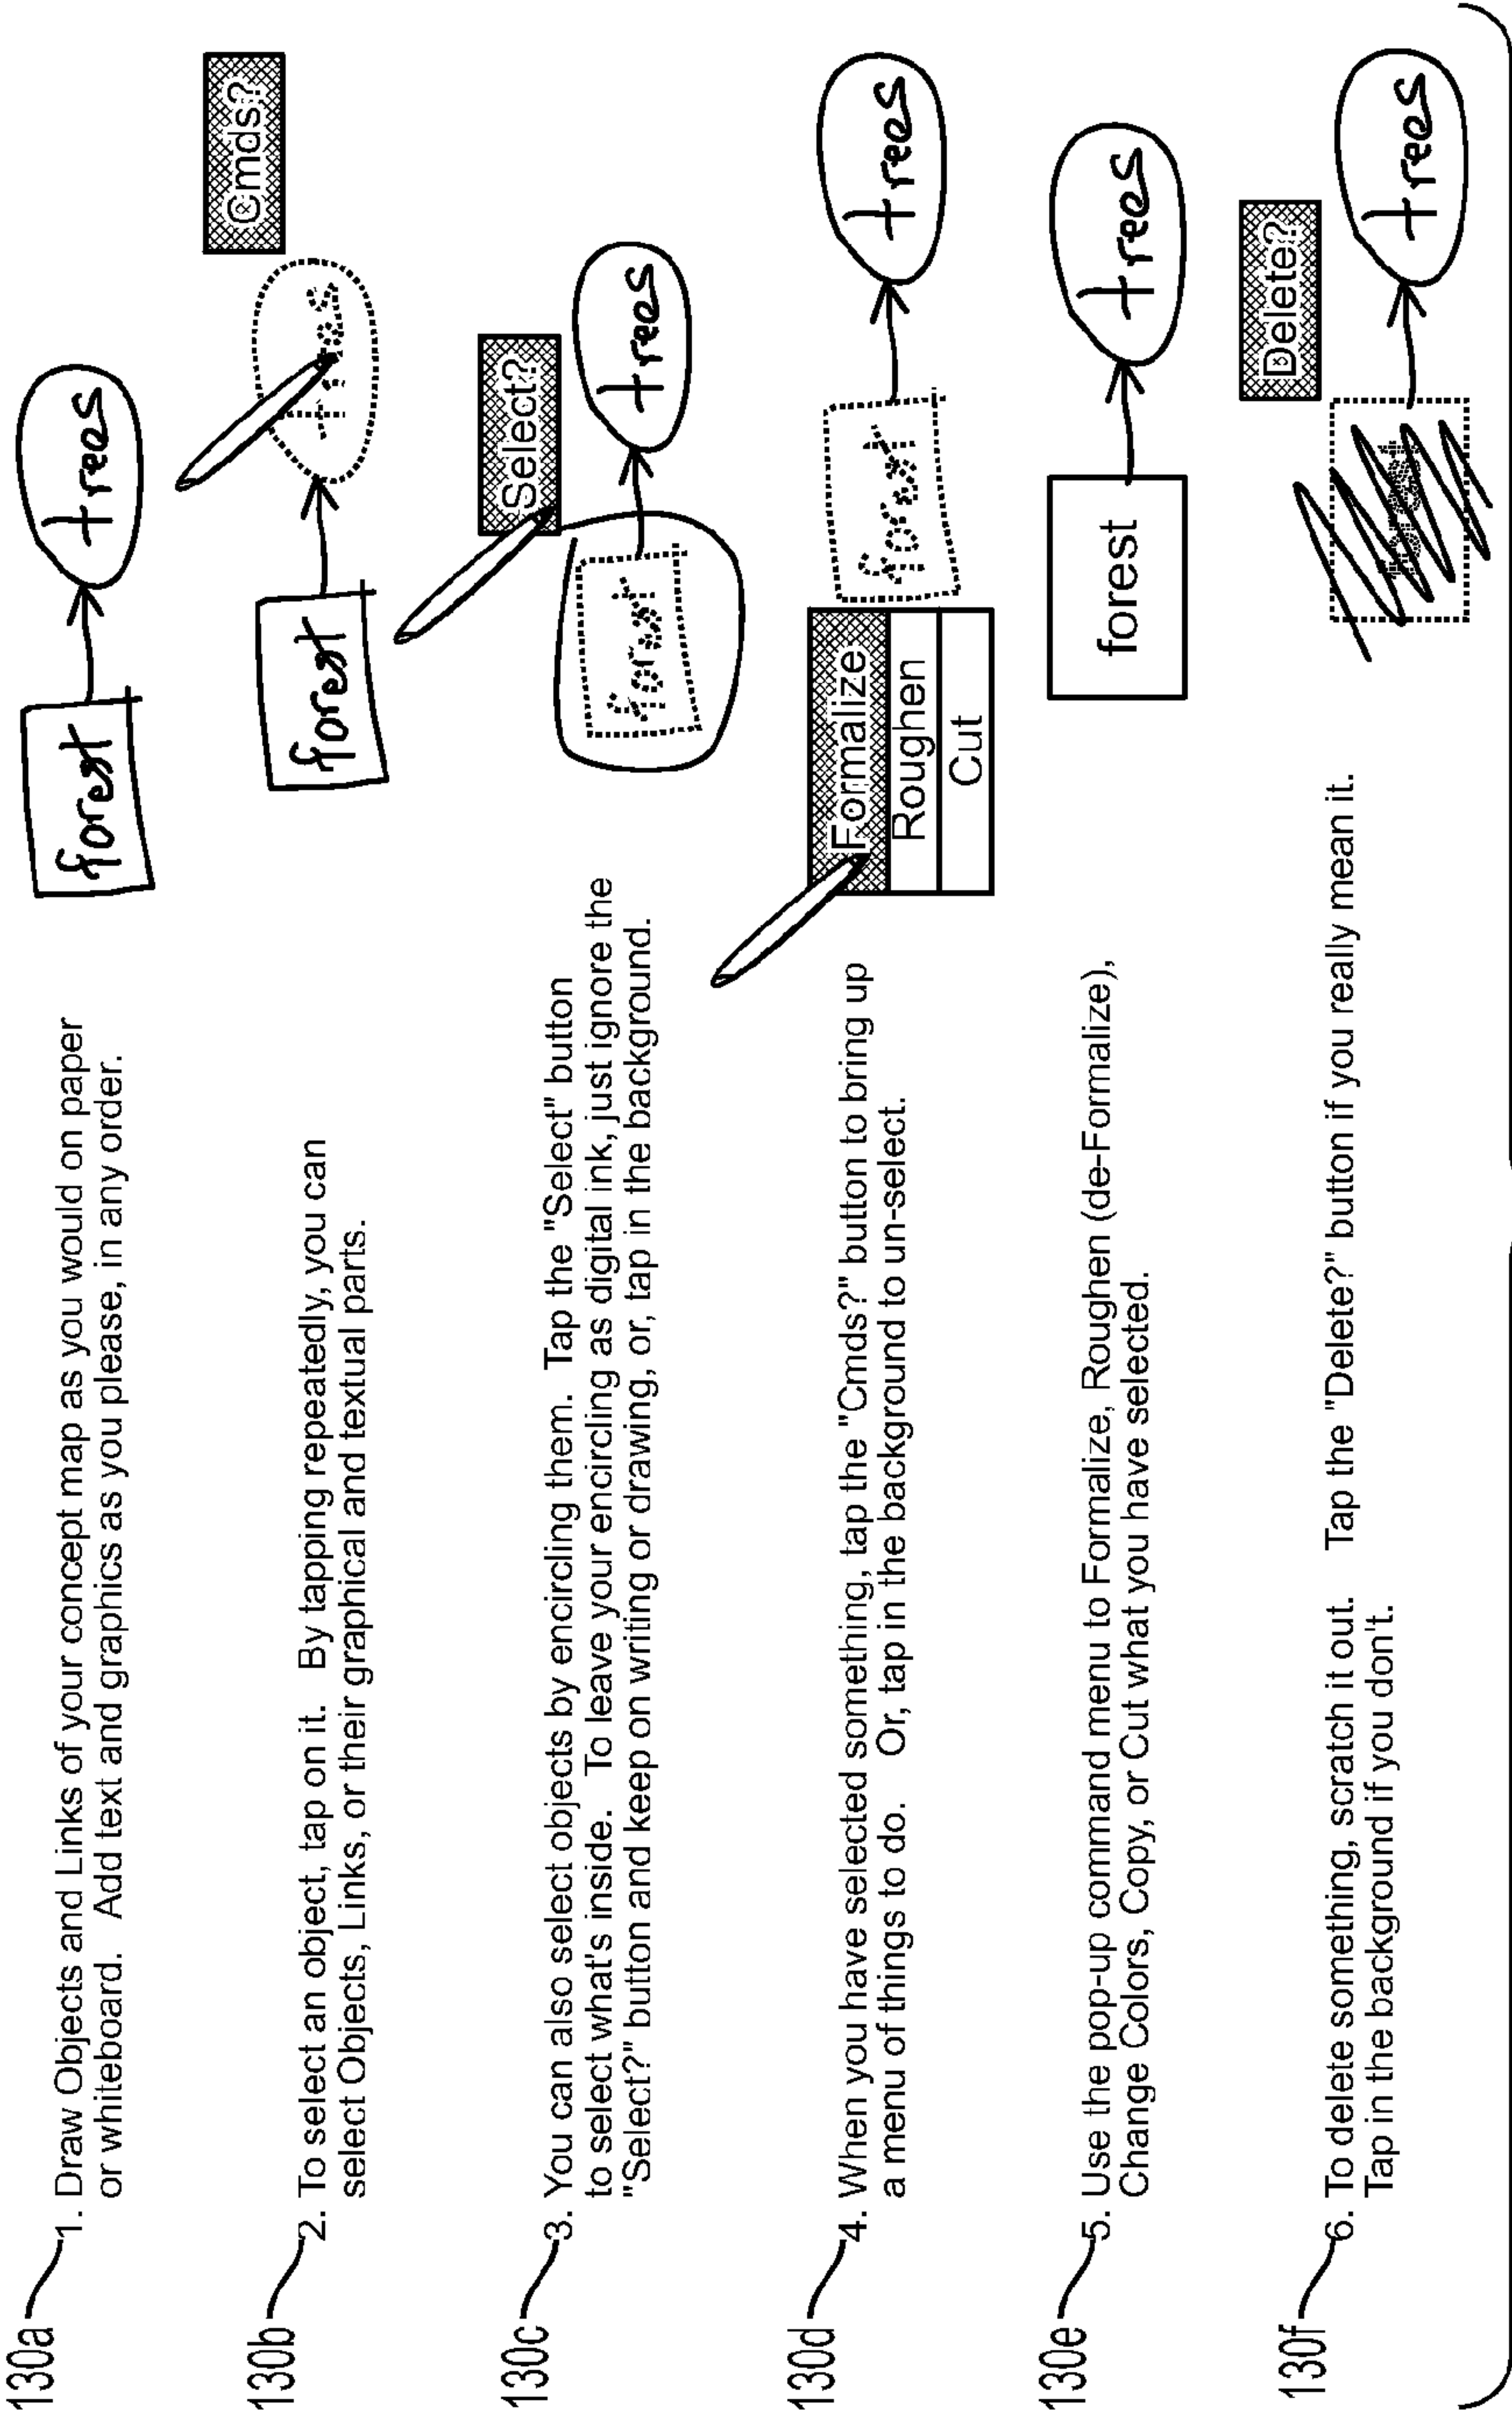 130a
1. Draw Objects and Links of your concept map as you would on paper
or whiteboard. Add text and graphics as you please, in any order.
forest
trees
130b
2. To select an object, tap on it. By tapping repeatedly, you can
select Objects, Links, or their graphical and textual parts.
forest
trees
Cmds?
130c
3. You can also select objects by encircling them. Tap the "Select" button
to select what's inside. To leave your encircling as digital ink, just ignore the
"Select?" button and keep on writing or drawing, or, tap in the background.
Select?
forest
trees
130d
4. When you have selected something, tap the "Cmds?" button to bring up
a menu of things to do. Or, tap in the background to un-select.
Formalize
Roughen
Cut
forest
trees
130e
5. Use the pop-up command menu to Formalize, Roughen (de-Formalize),
Change Colors, Copy, or Cut what you have selected.
forest
trees
130f
6. To delete something, scratch it out. Tap the "Delete?" button if you really mean it.
Tap in the background if you don't.
forest
Delete?
trees